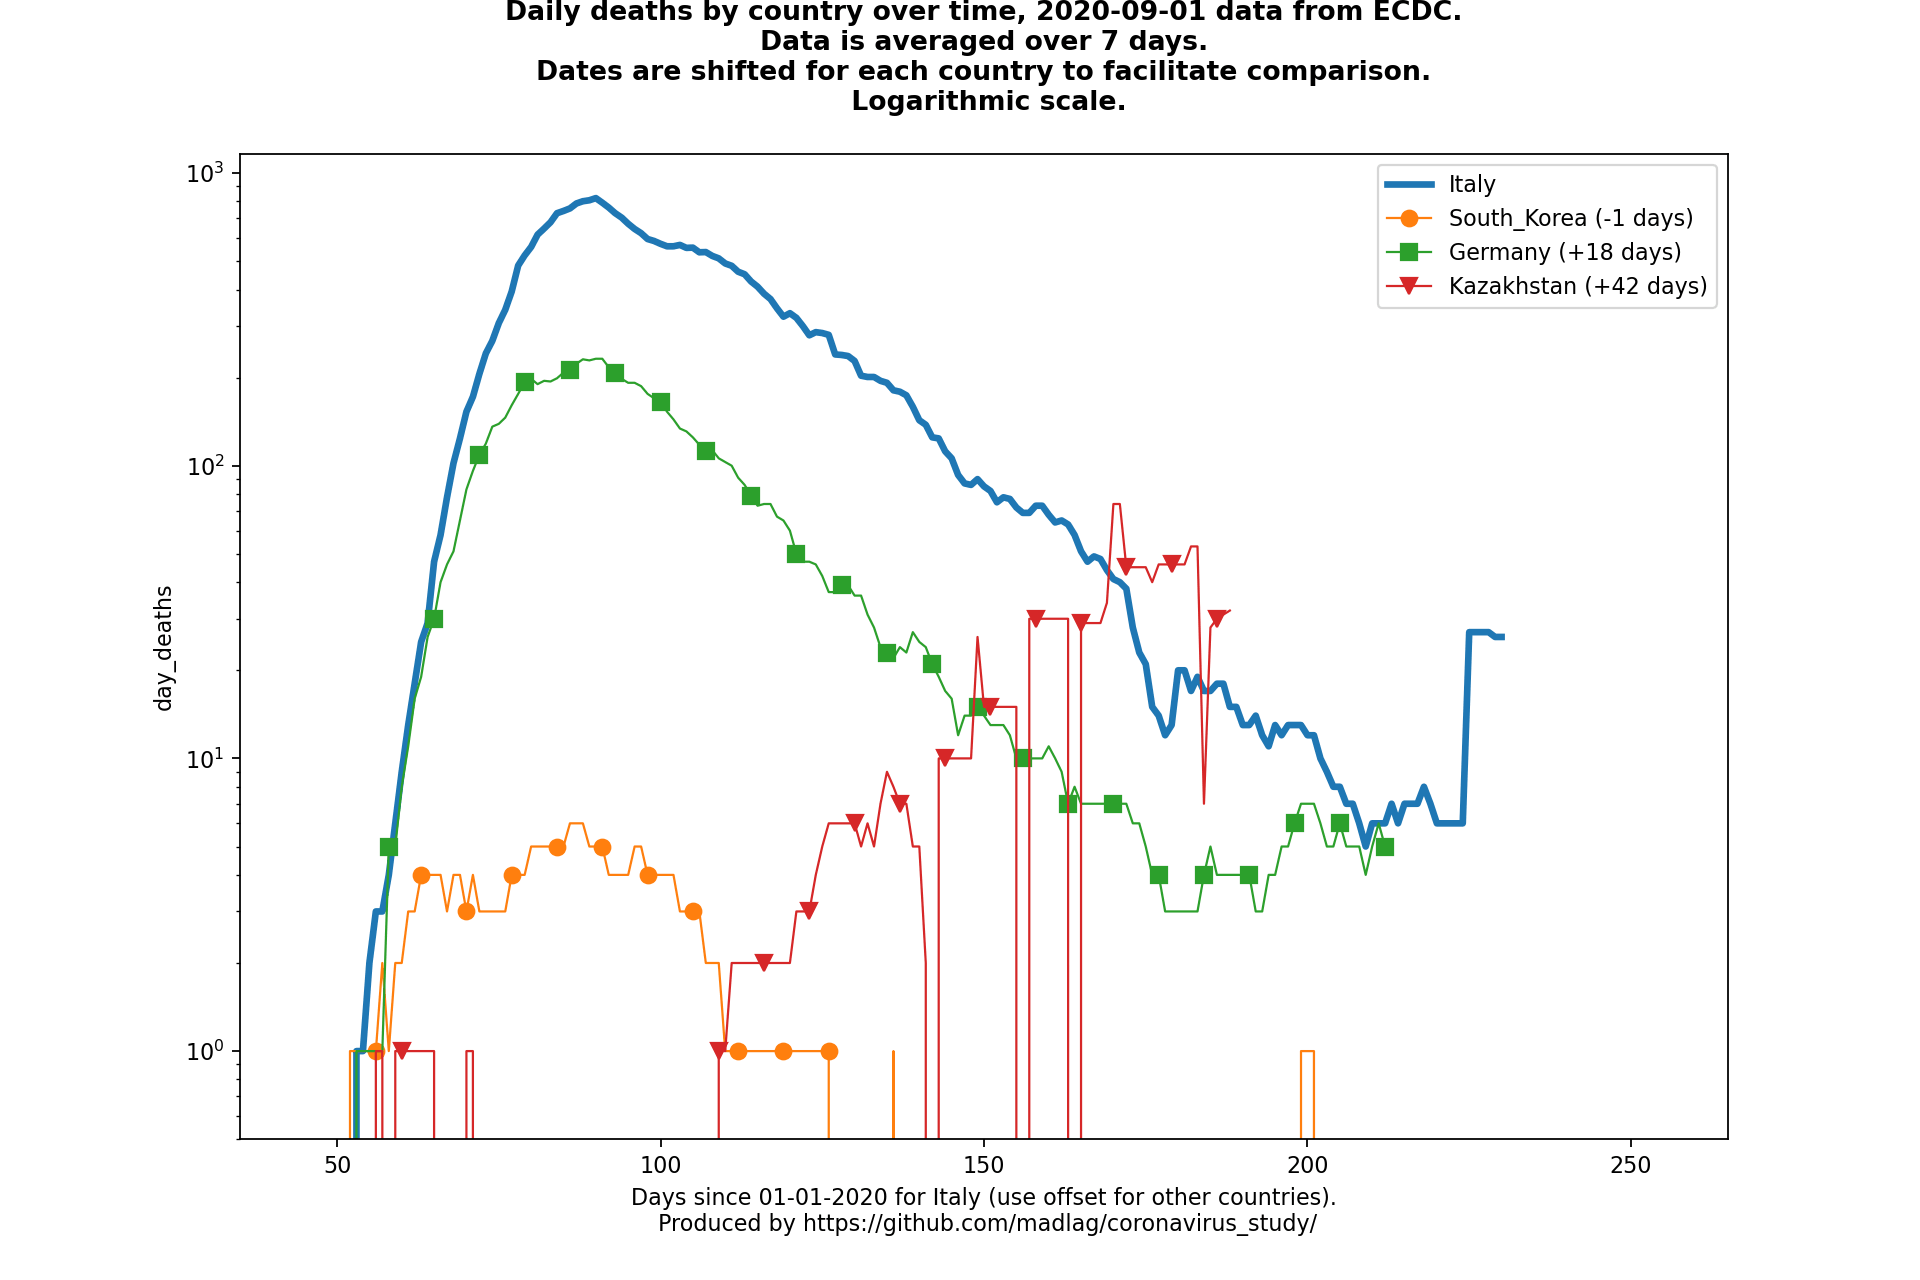 Daily deaths by country over time, 2020-09-01 data from ECDC.
Data is averaged over 7 days.
Dates are shifted for each country to facilitate comparison.
Logarithmic scale.
10³
10²
10¹
10⁰
day_deaths
Italy
South_Korea (-1 days)
Germany (+18 days)
Kazakhstan (+42 days)
50 100 150 200 250
Days since 01-01-2020 for Italy (use offset for other countries).
Produced by https://github.com/madlag/coronavirus_study/